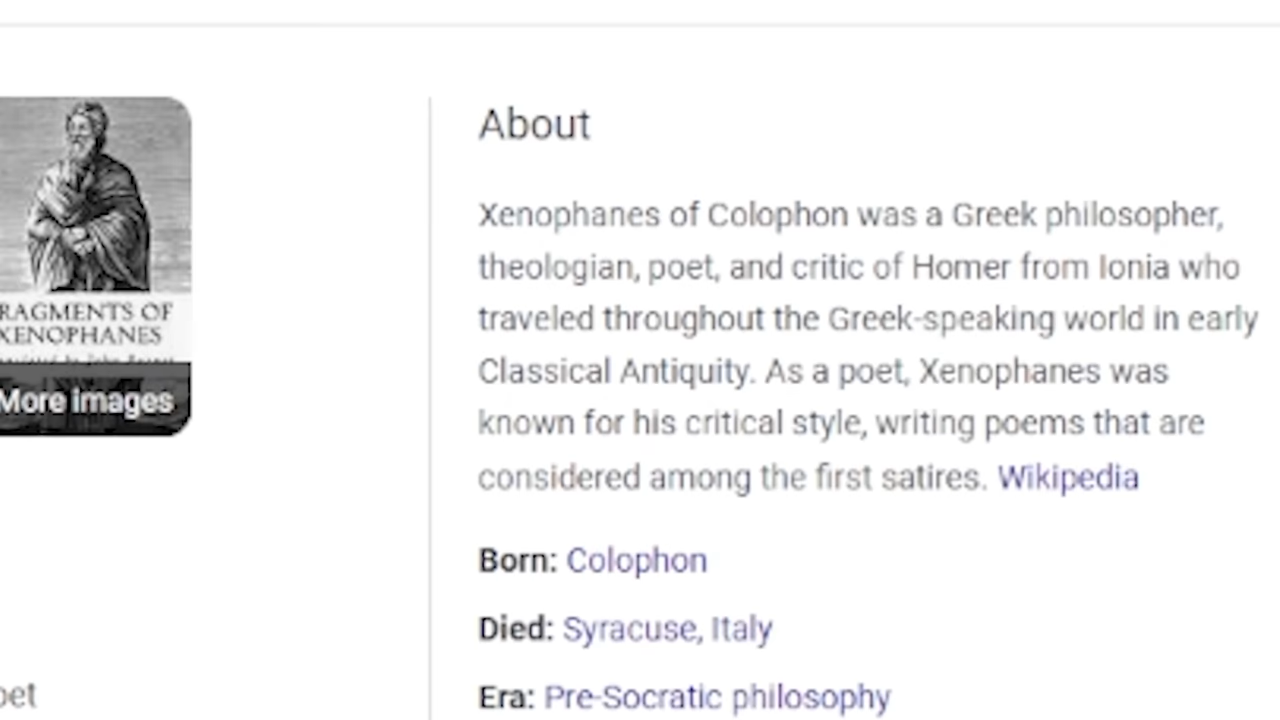 RAGMENTS OF
XENOPHANES
More images
oet
About
Xenophanes of Colophon was a Greek philosopher,
theologian, poet, and critic of Homer from Ionia who
traveled throughout the Greek-speaking world in early
Classical Antiquity. As a poet, Xenophanes was
known for his critical style, writing poems that are
considered among the first satires. Wikipedia
Born: Colophon
Died: Syracuse, Italy
Era: Pre-Socratic philosophy